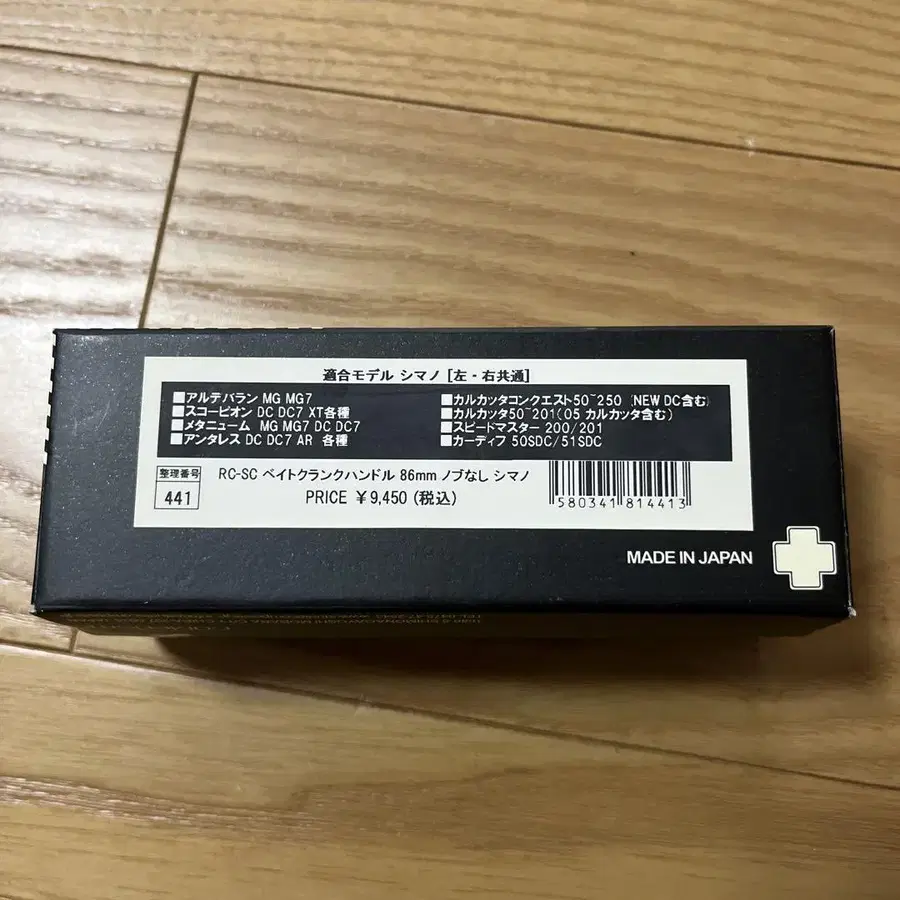 適合モデル シマノ [左・右共通]
■アルデバラン MG MG7
■スコーピオン DC DC7 XT各種
■メタニューム MG MG7 DC DC7
■アンタレス DC DC7 AR 各種
■カルカッタコンクエスト50~250 [NEW DC含む]
■カルカッタ50~201(05 カルカッタ含む)
■スピードマスター 200/201
■カーディフ 50SDC/51SDC
整理番号
441
RC-SC ベイトクランクハンドル 86mm ノブなし シマノ
PRICE ￥9,450 (税込)
580341 814413
MADE IN JAPAN